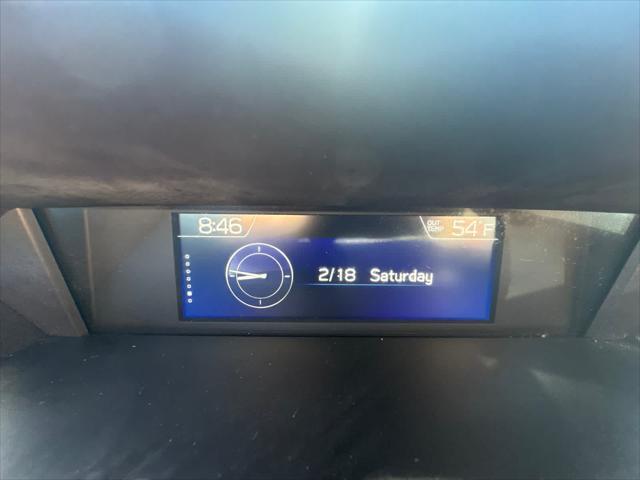 8:46
OUT
TEMP
54°F
2/18 Saturday